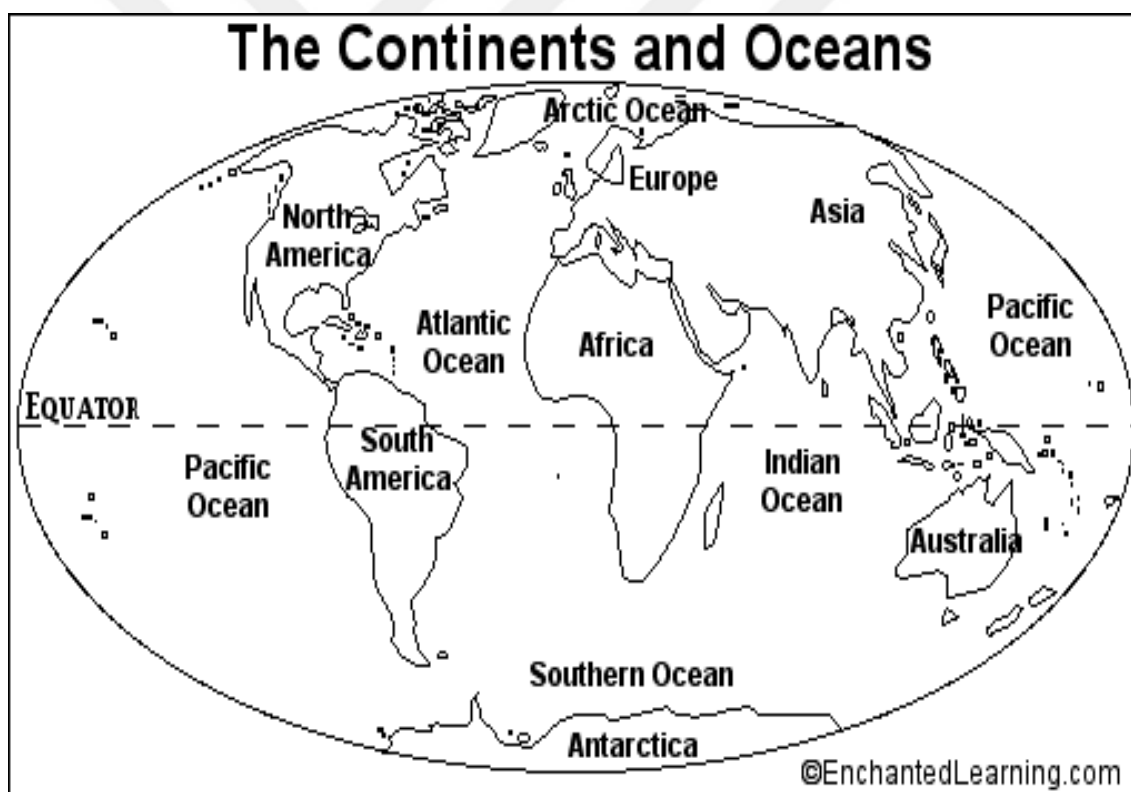 The Continents and Oceans
Arctic Ocean
Europe
Asia
North
America
Atlantic
Ocean
Africa
Pacific
Ocean
EQUATOR
South
America
Pacific
Ocean
Indian
Ocean
Australia
Southern Ocean
Antarctica
©EnchantedLearning.com